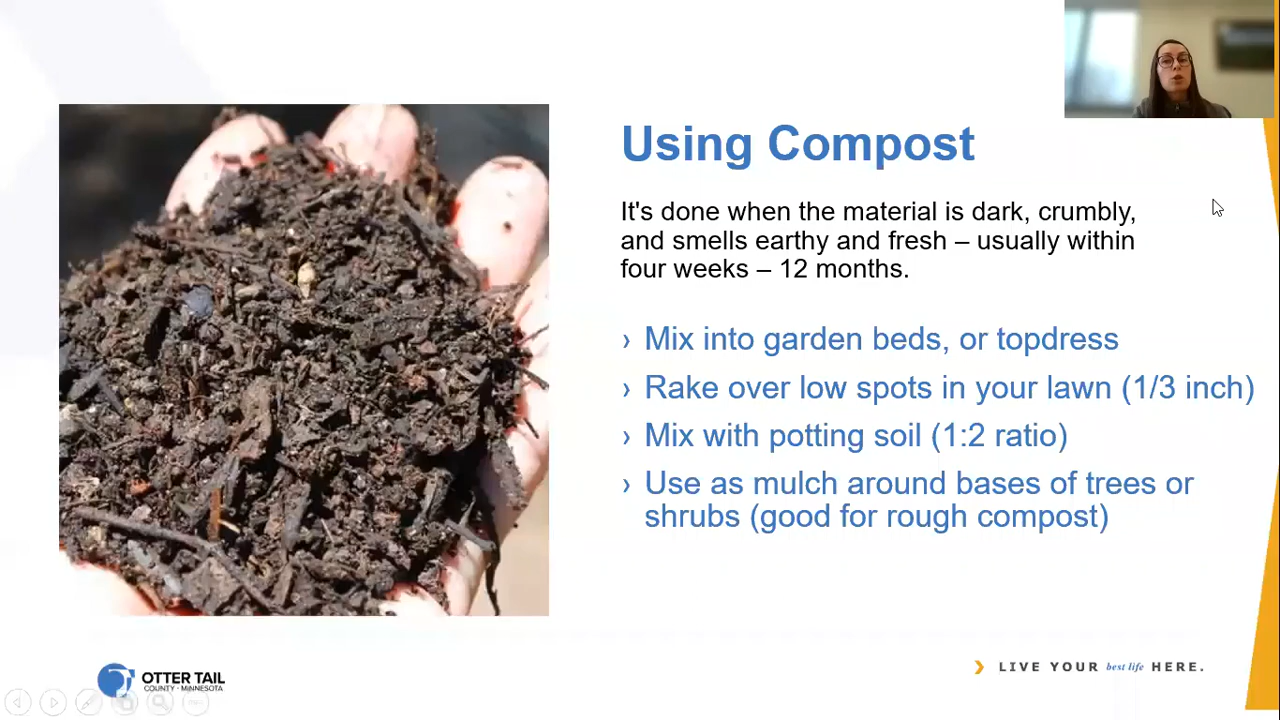 Using Compost
It's done when the material is dark, crumbly,
and smells earthy and fresh – usually within
four weeks – 12 months.
› Mix into garden beds, or topdress
› Rake over low spots in your lawn (1/3 inch)
› Mix with potting soil (1:2 ratio)
› Use as mulch around bases of trees or
shrubs (good for rough compost)
OTTER TAIL
COUNTY · MINNESOTA
LIVE YOUR best life HERE.